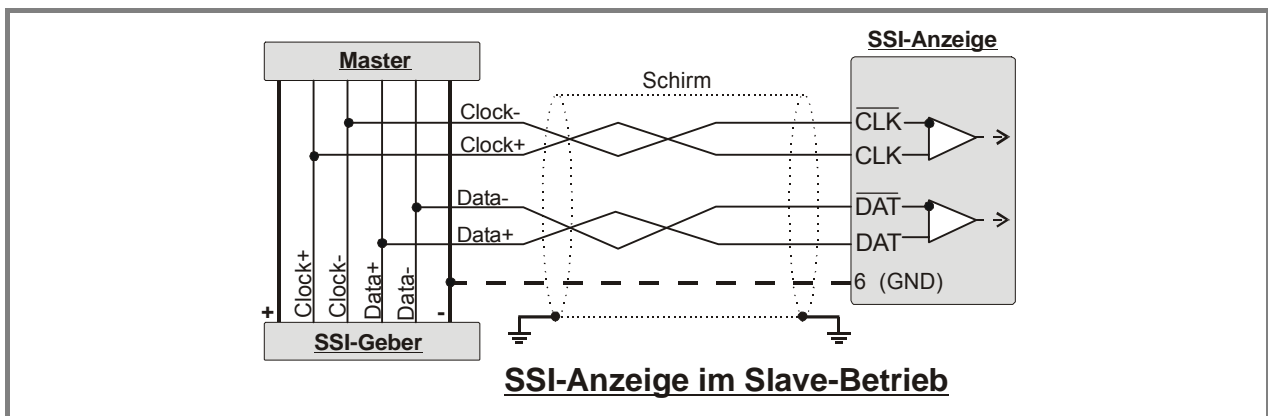 SSI-Anzeige
Master
Schirm
Clock-
Clock+
CLK
CLK
Data-
Data+
DAT
DAT
6 (GND)
+
Clock+
Clock-
Data+
Data-
-
SSI-Geber
SSI-Anzeige im Slave-Betrieb